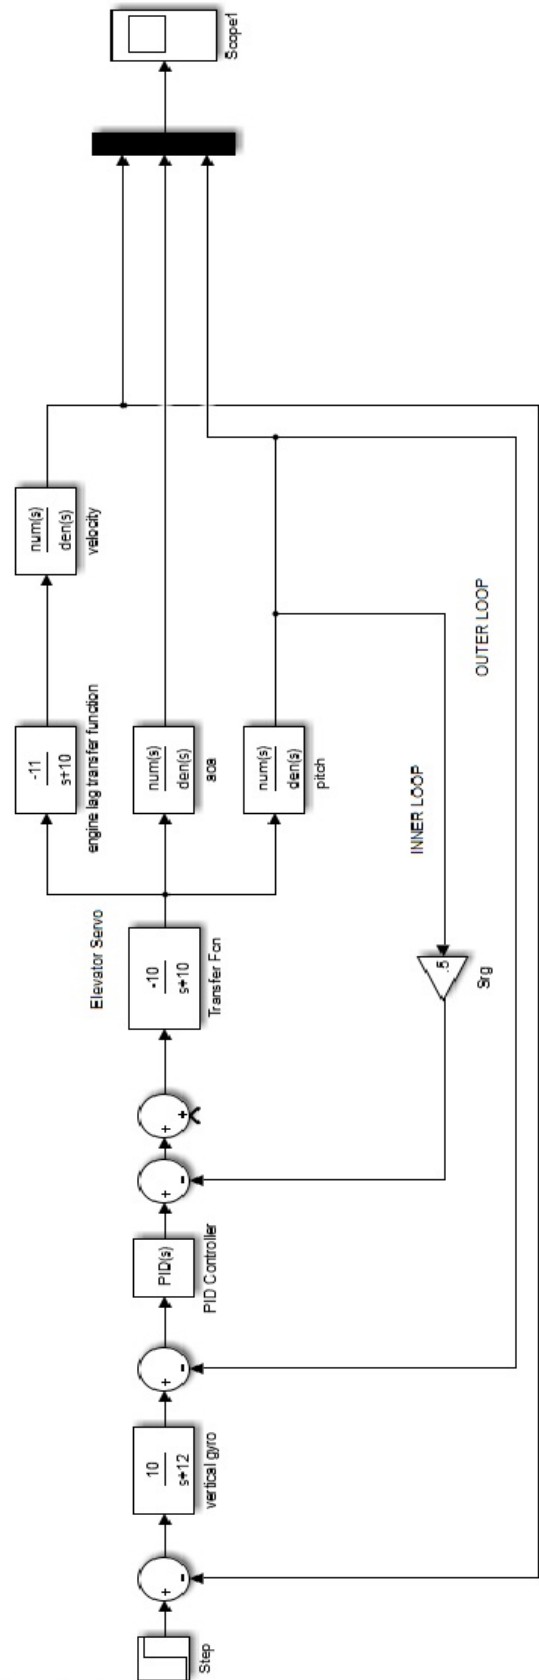 Step
+
-
10
s+12
vertical gyro
+
-
PID(s)
PID Controller
+
-
+
+
Elevator Servo
-10
s+10
Transfer Fcn
-11
s+10
engine lag transfer function
num(s)
den(s)
velocity
num(s)
den(s)
aoa
num(s)
den(s)
pitch
.5
Srg
INNER LOOP
OUTER LOOP
Scope1